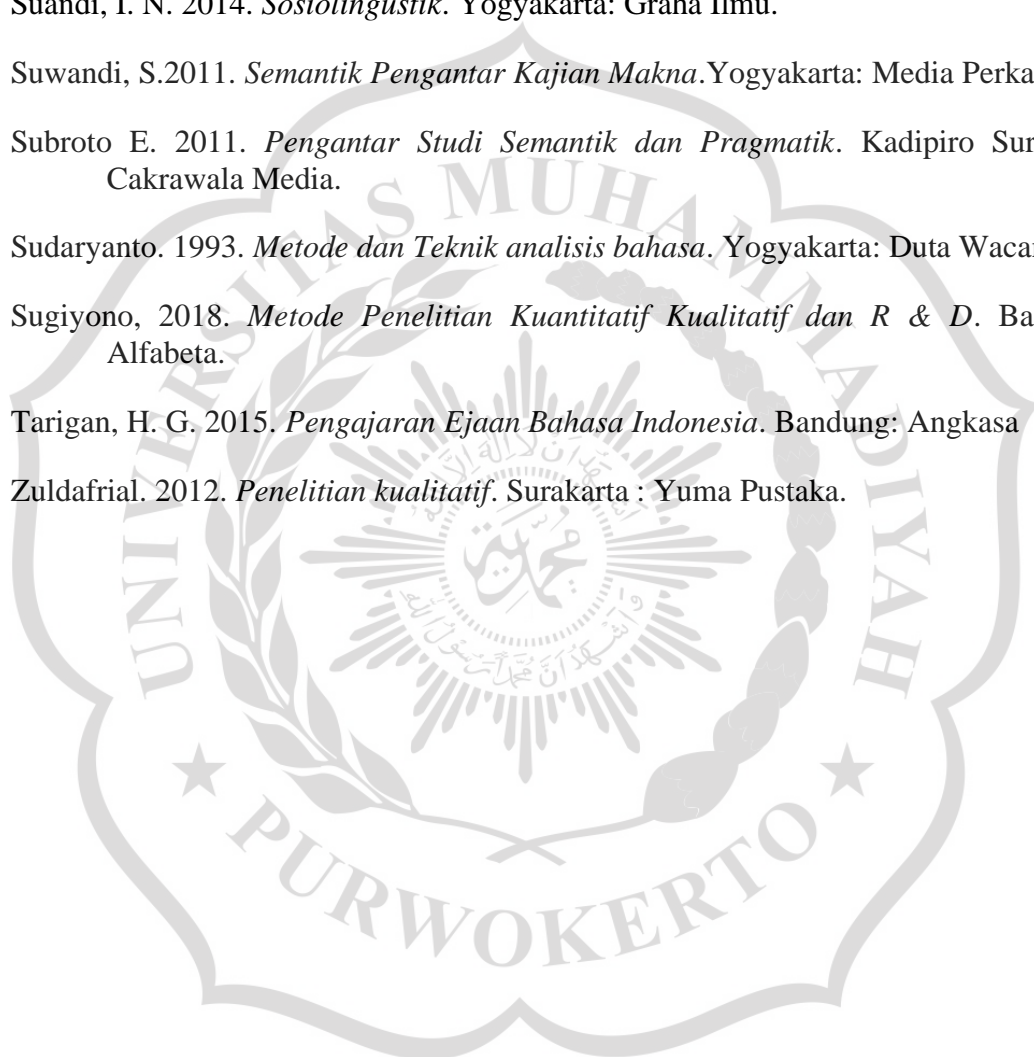 Suandi, I. N. 2014. Sosiolingustik. Yogyakarta: Graha Ilmu.
Suwandi, S.2011. Semantik Pengantar Kajian Makna.Yogyakarta: Media Perka
Subroto E. 2011. Pengantar Studi Semantik dan Pragmatik. Kadipiro Sur
Cakrawala Media.
Sudaryanto. 1993. Metode dan Teknik analisis bahasa. Yogyakarta: Duta Waca
Sugiyono, 2018. Metode Penelitian Kuantitatif Kualitatif dan R & D. Ba
Alfabeta.
Tarigan, H. G. 2015. Pengajaran Ejaan Bahasa Indonesia. Bandung: Angkasa
Zuldafrial. 2012. Penelitian kualitatif. Surakarta : Yuma Pustaka.
UNIVERSITAS MUHAMMADIYAH
PURWOKERTO